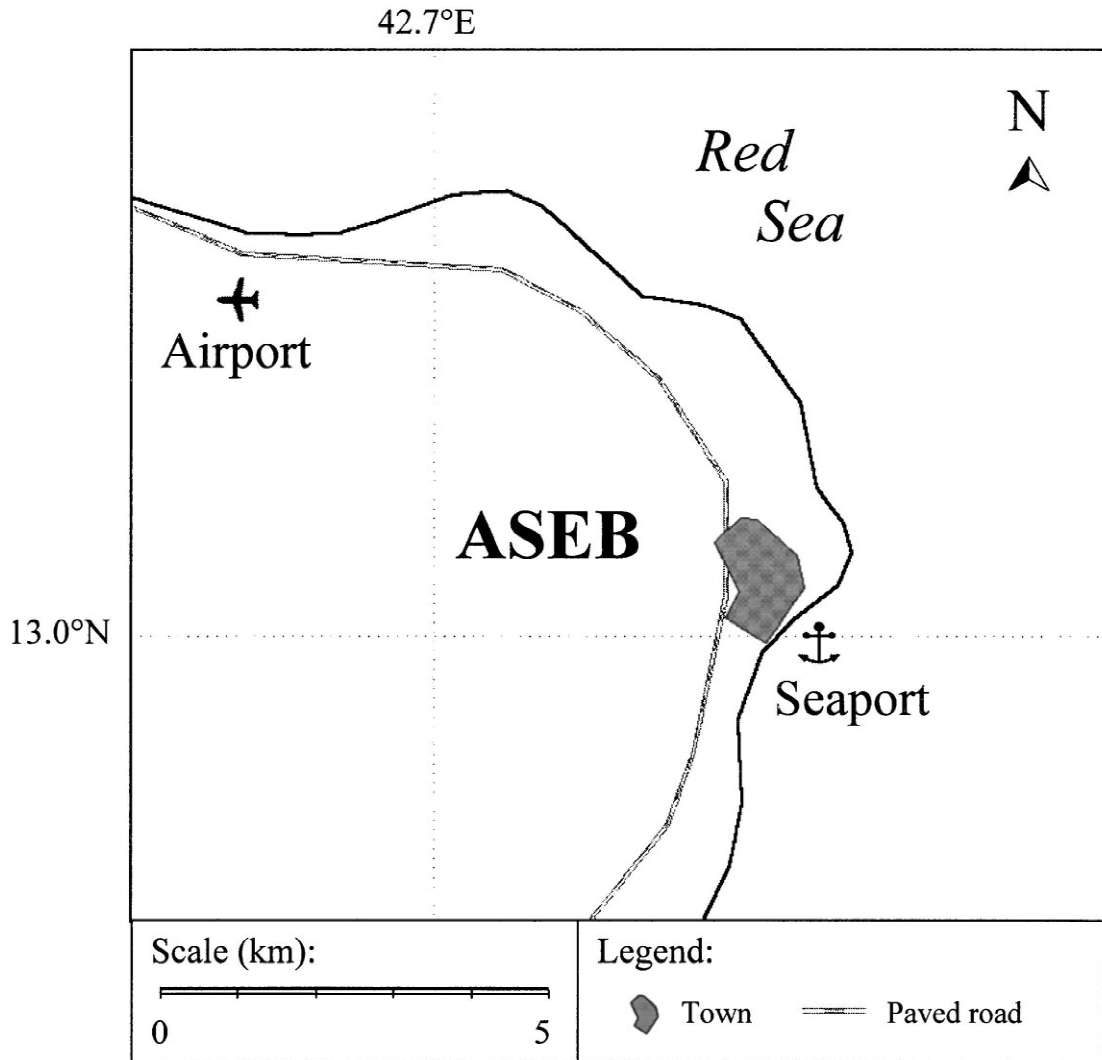 42.7°E
N
Red
Sea
Airport
ASEB
13.0°N
Seaport
Scale (km):
0 5
Legend:
Town
Paved road